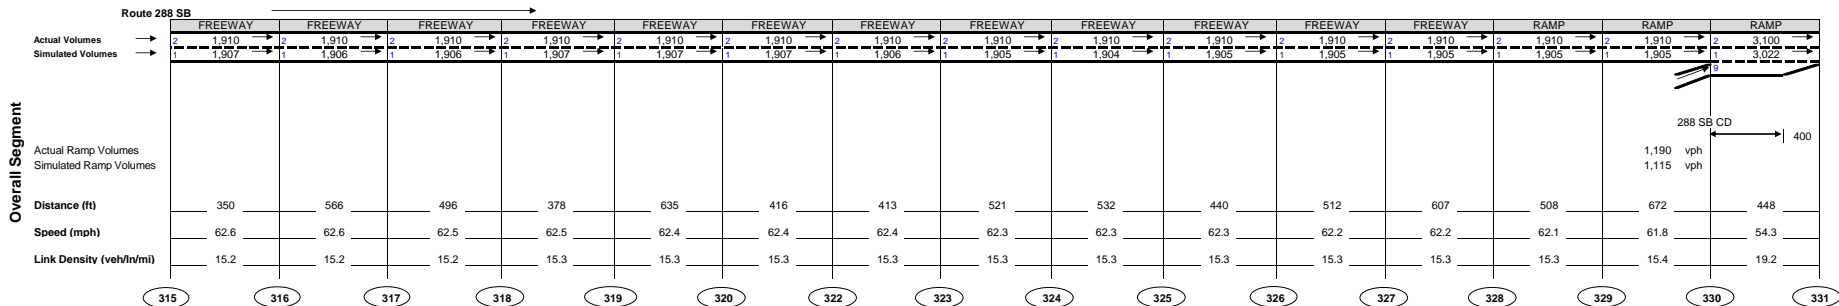 Route 288 SB
FREEWAY FREEWAY FREEWAY FREEWAY FREEWAY FREEWAY FREEWAY FREEWAY FREEWAY FREEWAY FREEWAY FREEWAY RAMP RAMP RAMP
Actual Volumes 2 1,910 2 1,910 2 1,910 2 1,910 2 1,910 2 1,910 2 1,910 2 1,910 2 1,910 2 1,910 2 1,910 2 1,910 2 1,910 2 1,910 2 3,100
Simulated Volumes 1 1,907 1 1,906 1 1,906 1 1,907 1 1,907 1 1,907 1 1,906 1 1,905 1 1,904 1 1,905 1 1,905 1 1,905 1 1,905 1 1,905 1 3,022
9
288 SB CD
400
Overall Segment
Actual Ramp Volumes 1,190 vph
Simulated Ramp Volumes 1,115 vph
Distance (ft) 350 566 496 378 635 416 413 521 532 440 512 607 508 672 448
Speed (mph) 62.6 62.6 62.5 62.5 62.4 62.4 62.4 62.3 62.3 62.3 62.2 62.2 62.1 61.8 54.3
Link Density (veh/ln/mi) 15.2 15.2 15.2 15.3 15.3 15.3 15.3 15.3 15.3 15.3 15.3 15.3 15.3 15.4 19.2
315 316 317 318 319 320 322 323 324 325 326 327 328 329 330 331